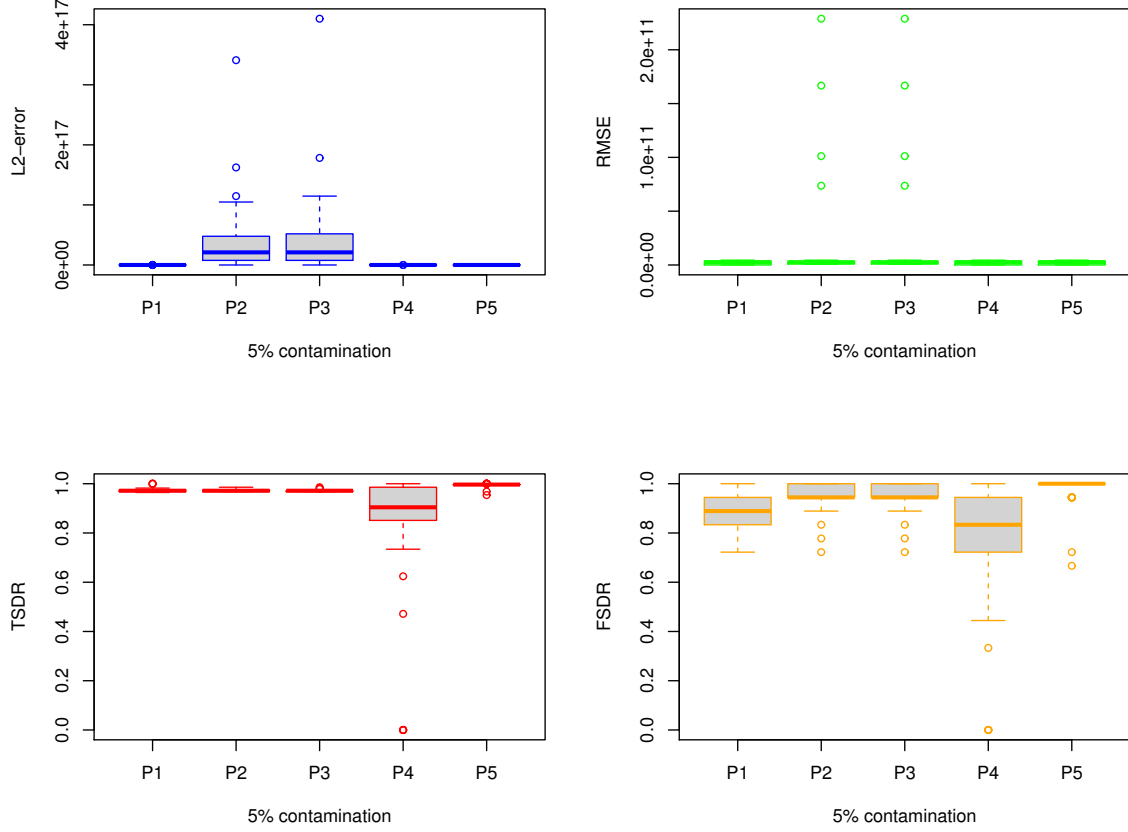 L2−error
4e+17
2e+17
0e+00
P1 P2 P3 P4 P5
5% contamination
RMSE
2.0e+11
1.0e+11
0.0e+00
P1 P2 P3 P4 P5
5% contamination
TSDR
1.0
0.8
0.6
0.4
0.2
0.0
P1 P2 P3 P4 P5
5% contamination
FSDR
1.0
0.8
0.6
0.4
0.2
0.0
P1 P2 P3 P4 P5
5% contamination